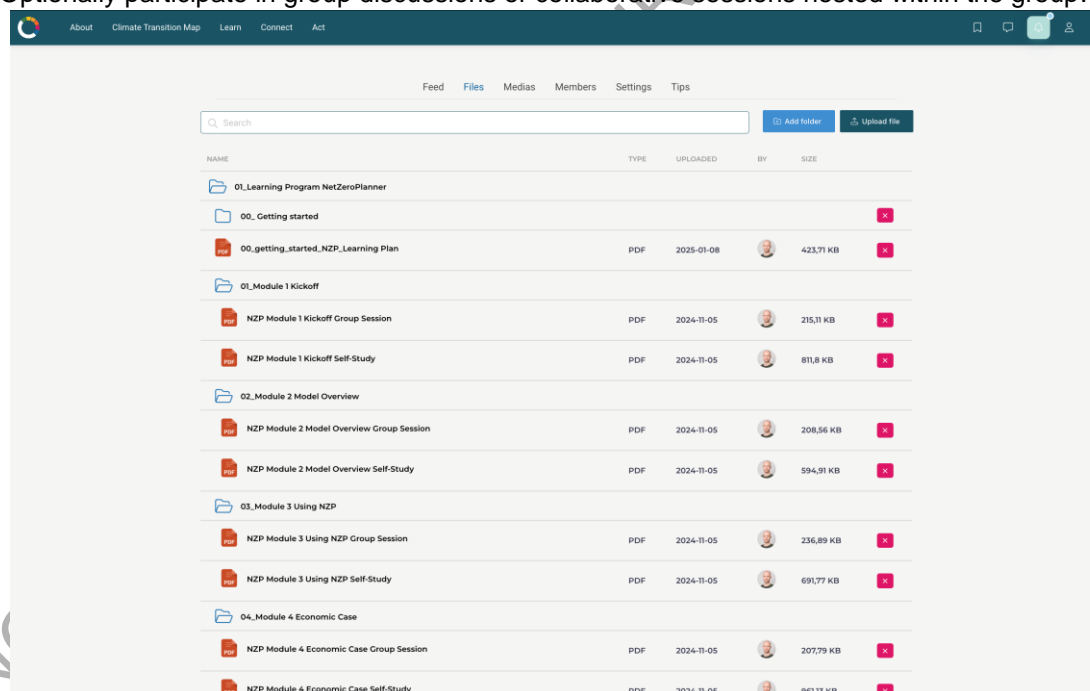 Optionally participate in group discussions or collaborative sessions hosted within the group.
About Climate Transition Map Learn Connect Act
Feed Files Medias Members Settings Tips
Search Add folder Upload file
NAME TYPE UPLOADED BY SIZE
01_Learning Program NetZeroPlanner
00_ Getting started
00_getting_started_NZP_Learning Plan PDF 2025-01-08 423,71 KB
01_Module 1 Kickoff
NZP Module 1 Kickoff Group Session PDF 2024-11-05 215,11 KB
NZP Module 1 Kickoff Self-Study PDF 2024-11-05 811,8 KB
02_Module 2 Model Overview
NZP Module 2 Model Overview Group Session PDF 2024-11-05 208,56 KB
NZP Module 2 Model Overview Self-Study PDF 2024-11-05 594,91 KB
03_Module 3 Using NZP
NZP Module 3 Using NZP Group Session PDF 2024-11-05 236,89 KB
NZP Module 3 Using NZP Self-Study PDF 2024-11-05 691,77 KB
04_Module 4 Economic Case
NZP Module 4 Economic Case Group Session PDF 2024-11-05 207,79 KB
NZP Module 4 Economic Case Self-Study PDF 2024-11-05 961,13 KB